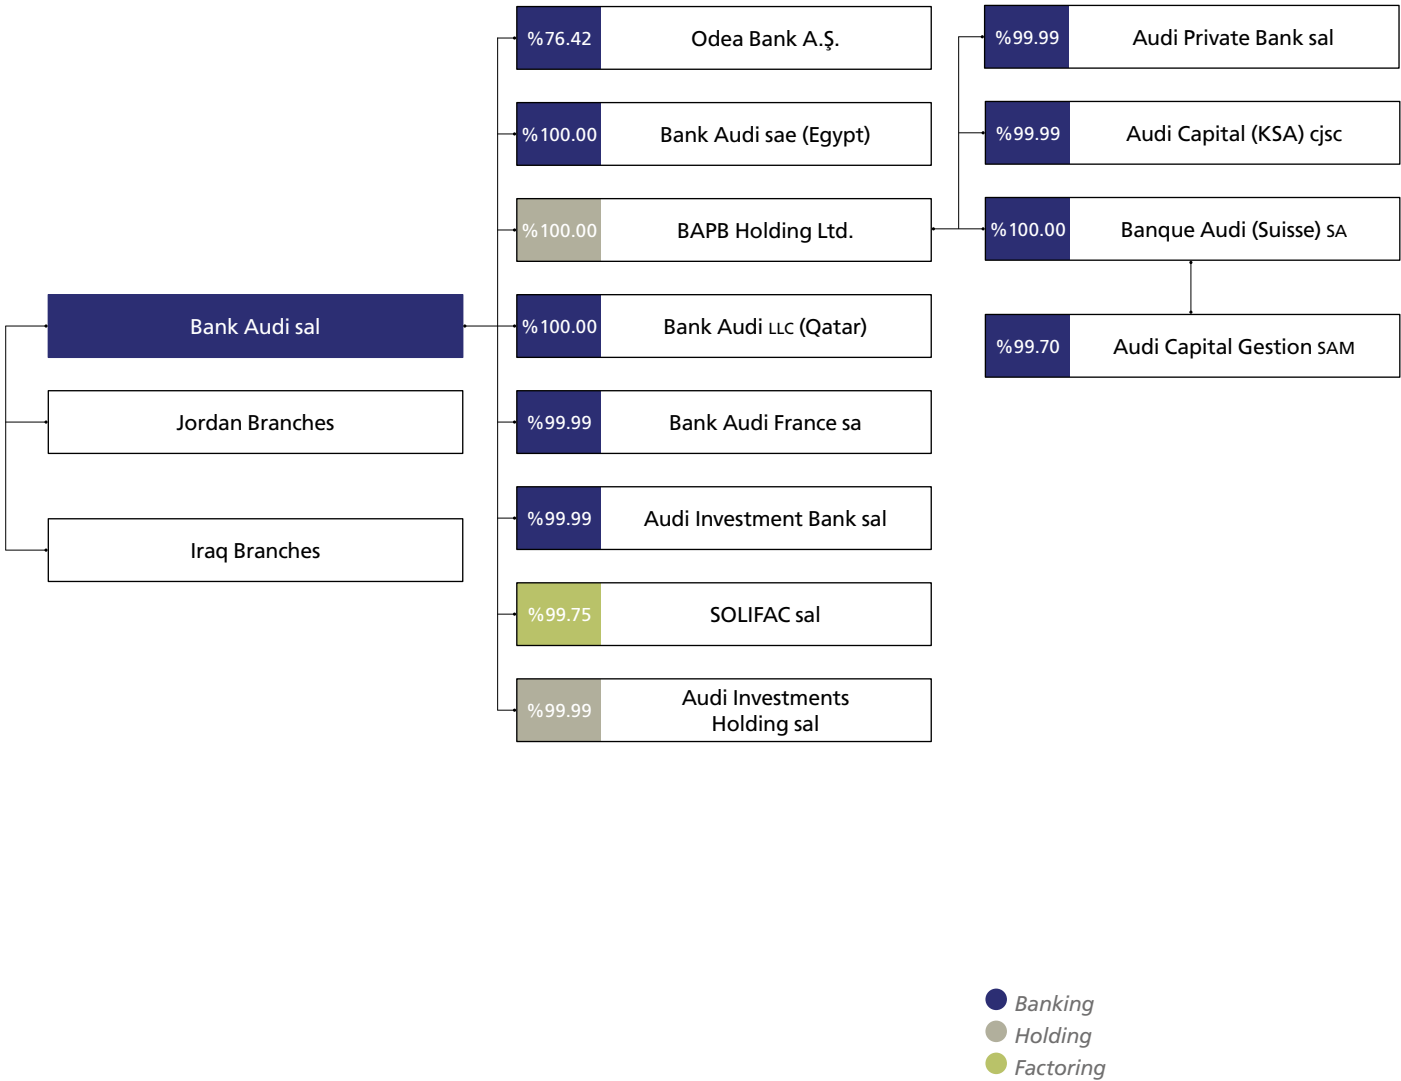 Bank Audi sal
Jordan Branches
Iraq Branches
%76.42 Odea Bank A.Ş.
%100.00 Bank Audi sae (Egypt)
%100.00 BAPB Holding Ltd.
%100.00 Bank Audi LLC (Qatar)
%99.99 Bank Audi France sa
%99.99 Audi Investment Bank sal
%99.75 SOLIFAC sal
%99.99 Audi Investments
Holding sal
%99.99 Audi Private Bank sal
%99.99 Audi Capital (KSA) cjsc
%100.00 Banque Audi (Suisse) SA
%99.70 Audi Capital Gestion SAM
Banking
Holding
Factoring